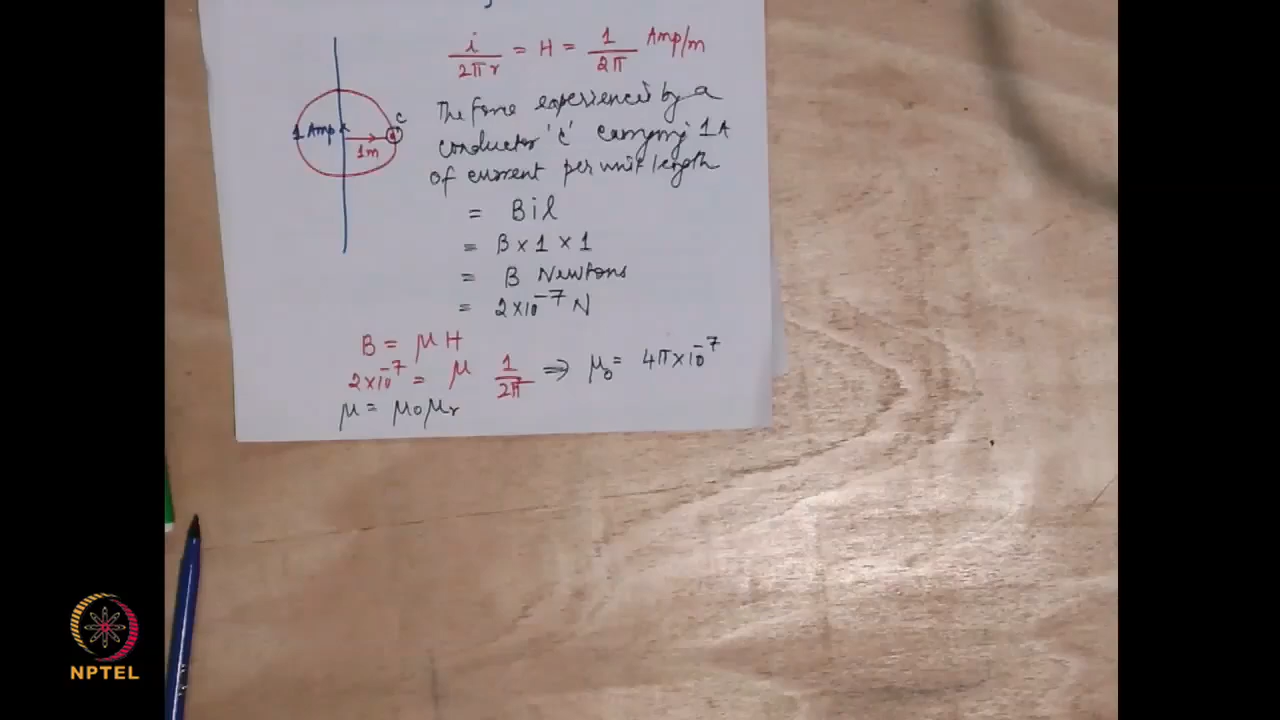 i/2πr = H = 1/2π Amp/m
The force experienced by a
conductor 'c' carrying 1A
of current per unit length
= Bil
= B × 1 × 1
= B Newtons
= 2×10⁻⁷ N
1 Amp
1m
C
B = μH
2×10⁻⁷ = μ 1/2π ⇒ μ₀ = 4π×10⁻⁷
μ = μ₀μᵣ
NPTEL